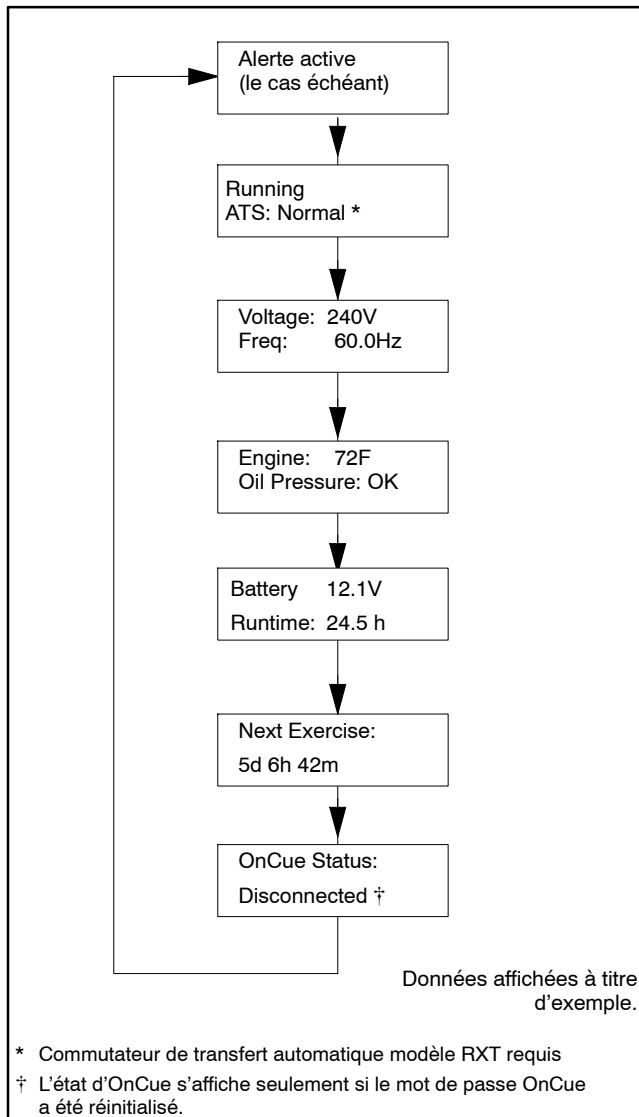 Alerte active
(le cas échéant)
Running
ATS: Normal *
Voltage: 240V
Freq: 60.0Hz
Engine: 72F
Oil Pressure: OK
Battery 12.1V
Runtime: 24.5 h
Next Exercise:
5d 6h 42m
OnCue Status:
Disconnected †
Données affichées à titre
d'exemple.
* Commutateur de transfert automatique modèle RXT requis
† L'état d'OnCue s'affiche seulement si le mot de passe OnCue
a été réinitialisé.